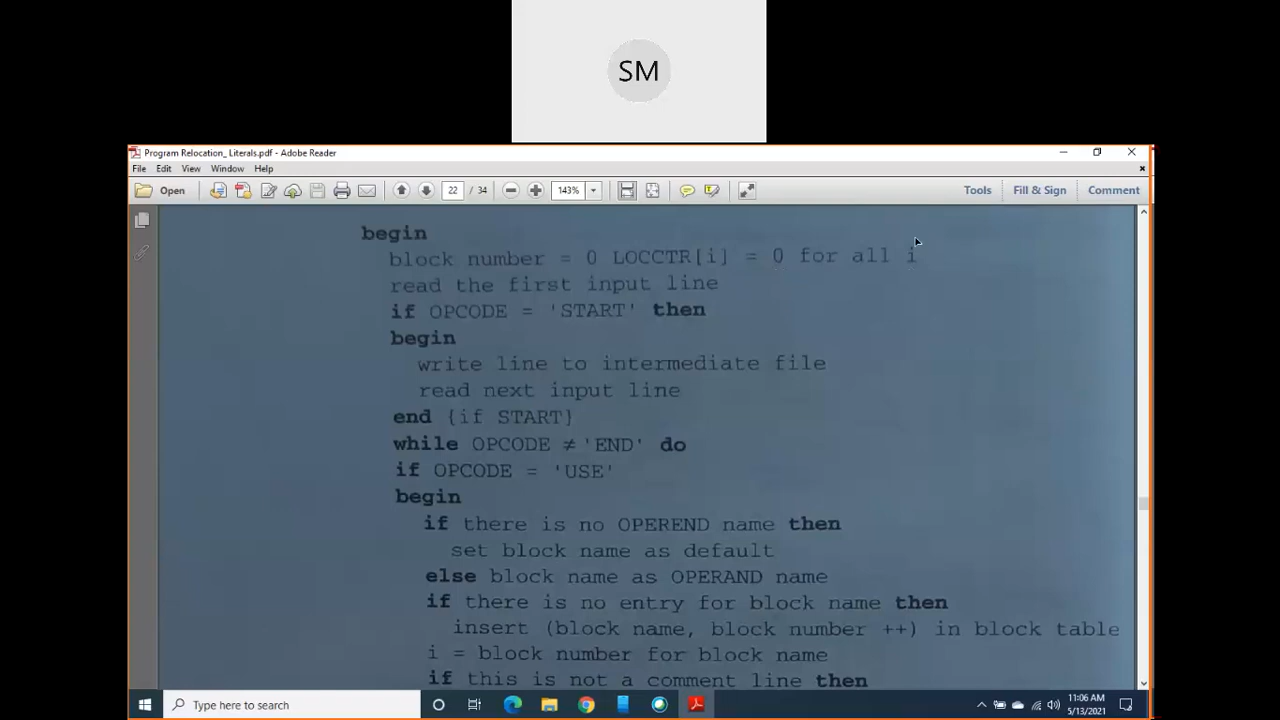 SM
Program Relocation_ Literals.pdf - Adobe Reader
File Edit View Window Help
Open 22 / 34 143% Tools Fill & Sign Comment
begin
block number = 0 LOCCTR[i] = 0 for all i
read the first input line
if OPCODE = 'START' then
begin
write line to intermediate file
read next input line
end {if START}
while OPCODE ≠ 'END' do
if OPCODE = 'USE'
begin
if there is no OPEREND name then
set block name as default
else block name as OPERAND name
if there is no entry for block name then
insert (block name, block number ++) in block table
i = block number for block name
if this is not a comment line then
Type here to search
11:06 AM
5/13/2021